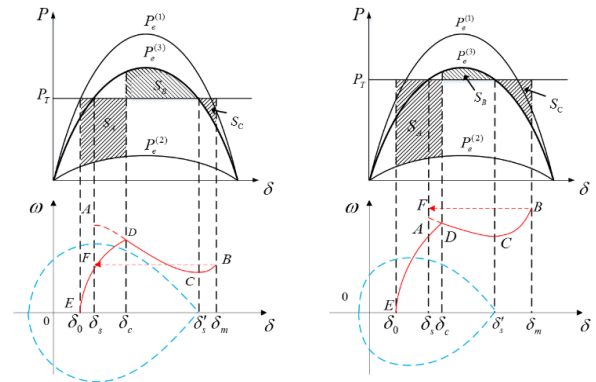 P
P_e^{(1)}
P_e^{(3)}
P_T
S_B
S_A
S_C
P_e^{(2)}
δ
ω
A
D
F
B
C
E
0
δ_0
δ_s
δ_c
δ'_s
δ_m
δ
P
P_e^{(1)}
P_e^{(3)}
P_T
S_B
S_C
S_A
P_e^{(2)}
δ
ω
F
B
A
D
C
0
E
δ_0
δ_s
δ_c
δ'_s
δ_m
δ